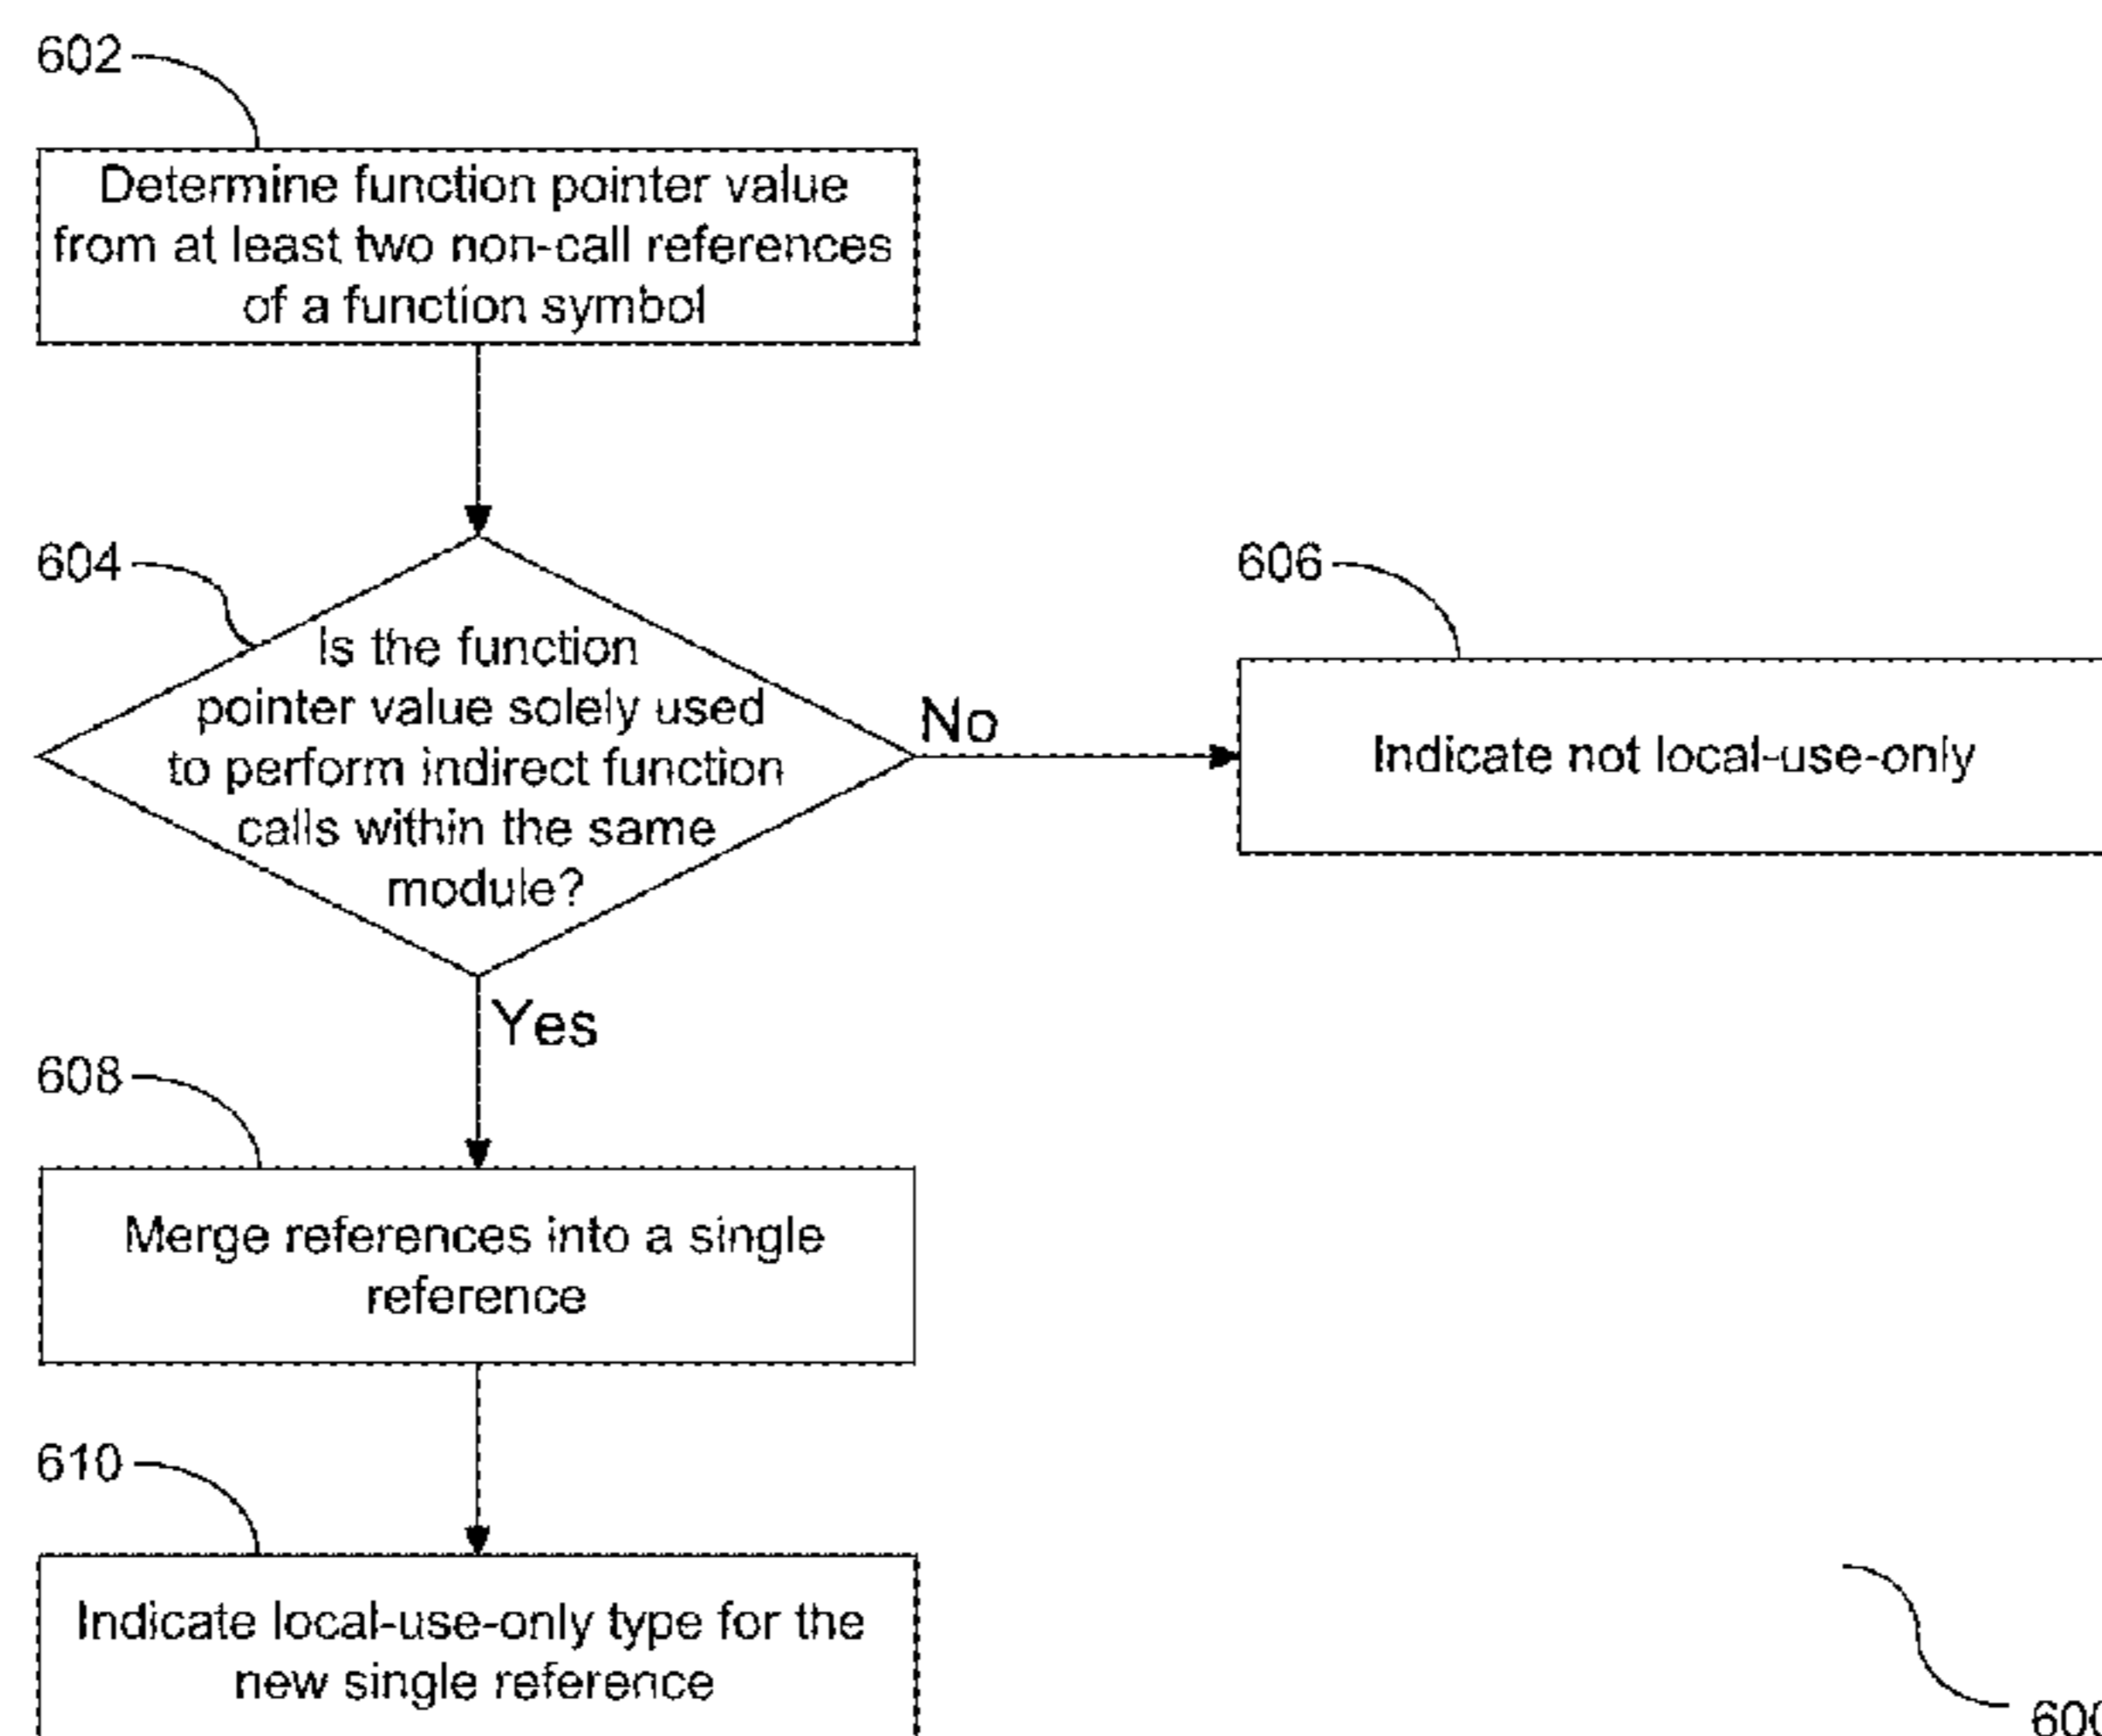 602
Determine function pointer value
from at least two non-call references
of a function symbol
604
Is the function
pointer value solely used
to perform indirect function
calls within the same
module?
No
606
Indicate not local-use-only
Yes
608
Merge references into a single
reference
610
Indicate local-use-only type for the
new single reference
600